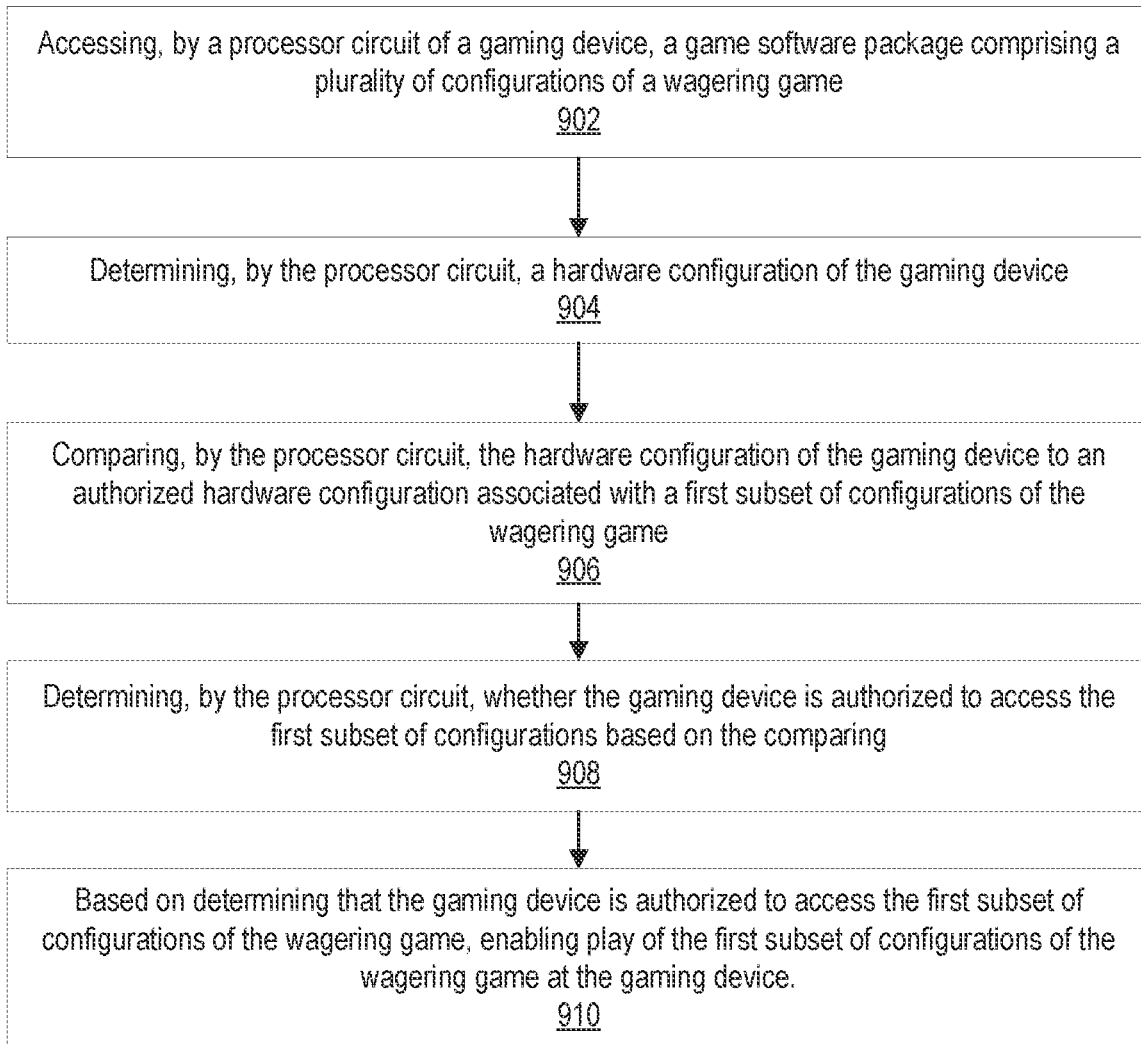 Accessing, by a processor circuit of a gaming device, a game software package comprising a
plurality of configurations of a wagering game
902
Determining, by the processor circuit, a hardware configuration of the gaming device
904
Comparing, by the processor circuit, the hardware configuration of the gaming device to an
authorized hardware configuration associated with a first subset of configurations of the
wagering game
906
Determining, by the processor circuit, whether the gaming device is authorized to access the
first subset of configurations based on the comparing
908
Based on determining that the gaming device is authorized to access the first subset of
configurations of the wagering game, enabling play of the first subset of configurations of the
wagering game at the gaming device.
910